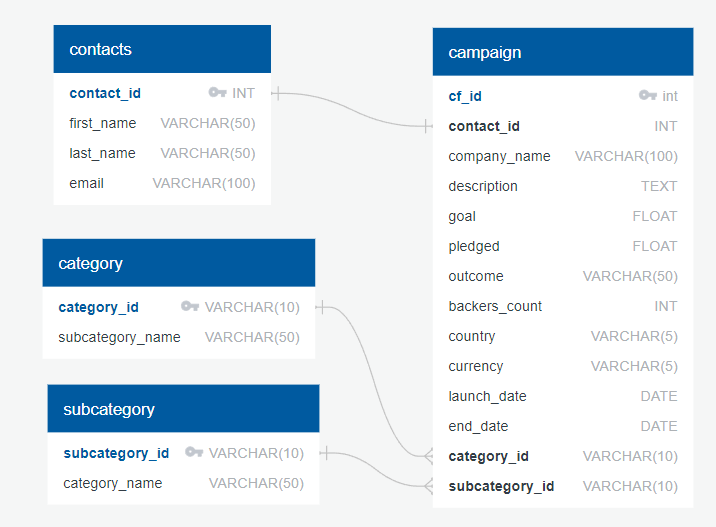 contacts
contact_id INT
first_name VARCHAR(50)
last_name VARCHAR(50)
email VARCHAR(100)
category
category_id VARCHAR(10)
subcategory_name VARCHAR(50)
subcategory
subcategory_id VARCHAR(10)
category_name VARCHAR(50)
campaign
cf_id int
contact_id INT
company_name VARCHAR(100)
description TEXT
goal FLOAT
pledged FLOAT
outcome VARCHAR(50)
backers_count INT
country VARCHAR(5)
currency VARCHAR(5)
launch_date DATE
end_date DATE
category_id VARCHAR(10)
subcategory_id VARCHAR(10)